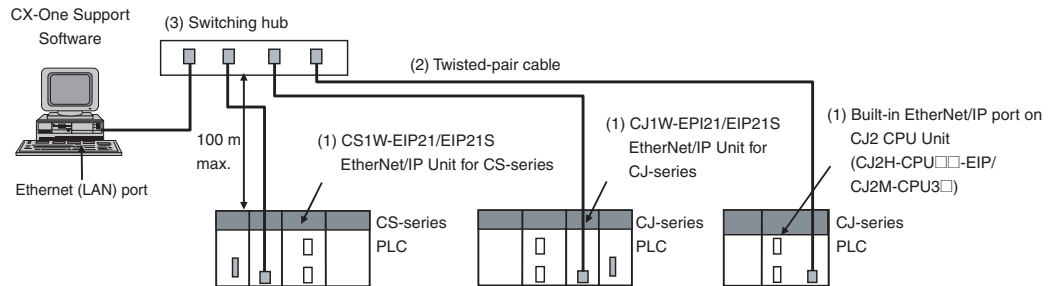 CX-One Support
Software
(3) Switching hub
(2) Twisted-pair cable
100 m
max.
(1) CS1W-EIP21/EIP21S
EtherNet/IP Unit for CS-series
(1) CJ1W-EPI21/EIP21S
EtherNet/IP Unit for
CJ-series
(1) Built-in EtherNet/IP port on
CJ2 CPU Unit
(CJ2H-CPU□□-EIP/
CJ2M-CPU3□)
Ethernet (LAN) port
CS-series
PLC
CJ-series
PLC
CJ-series
PLC